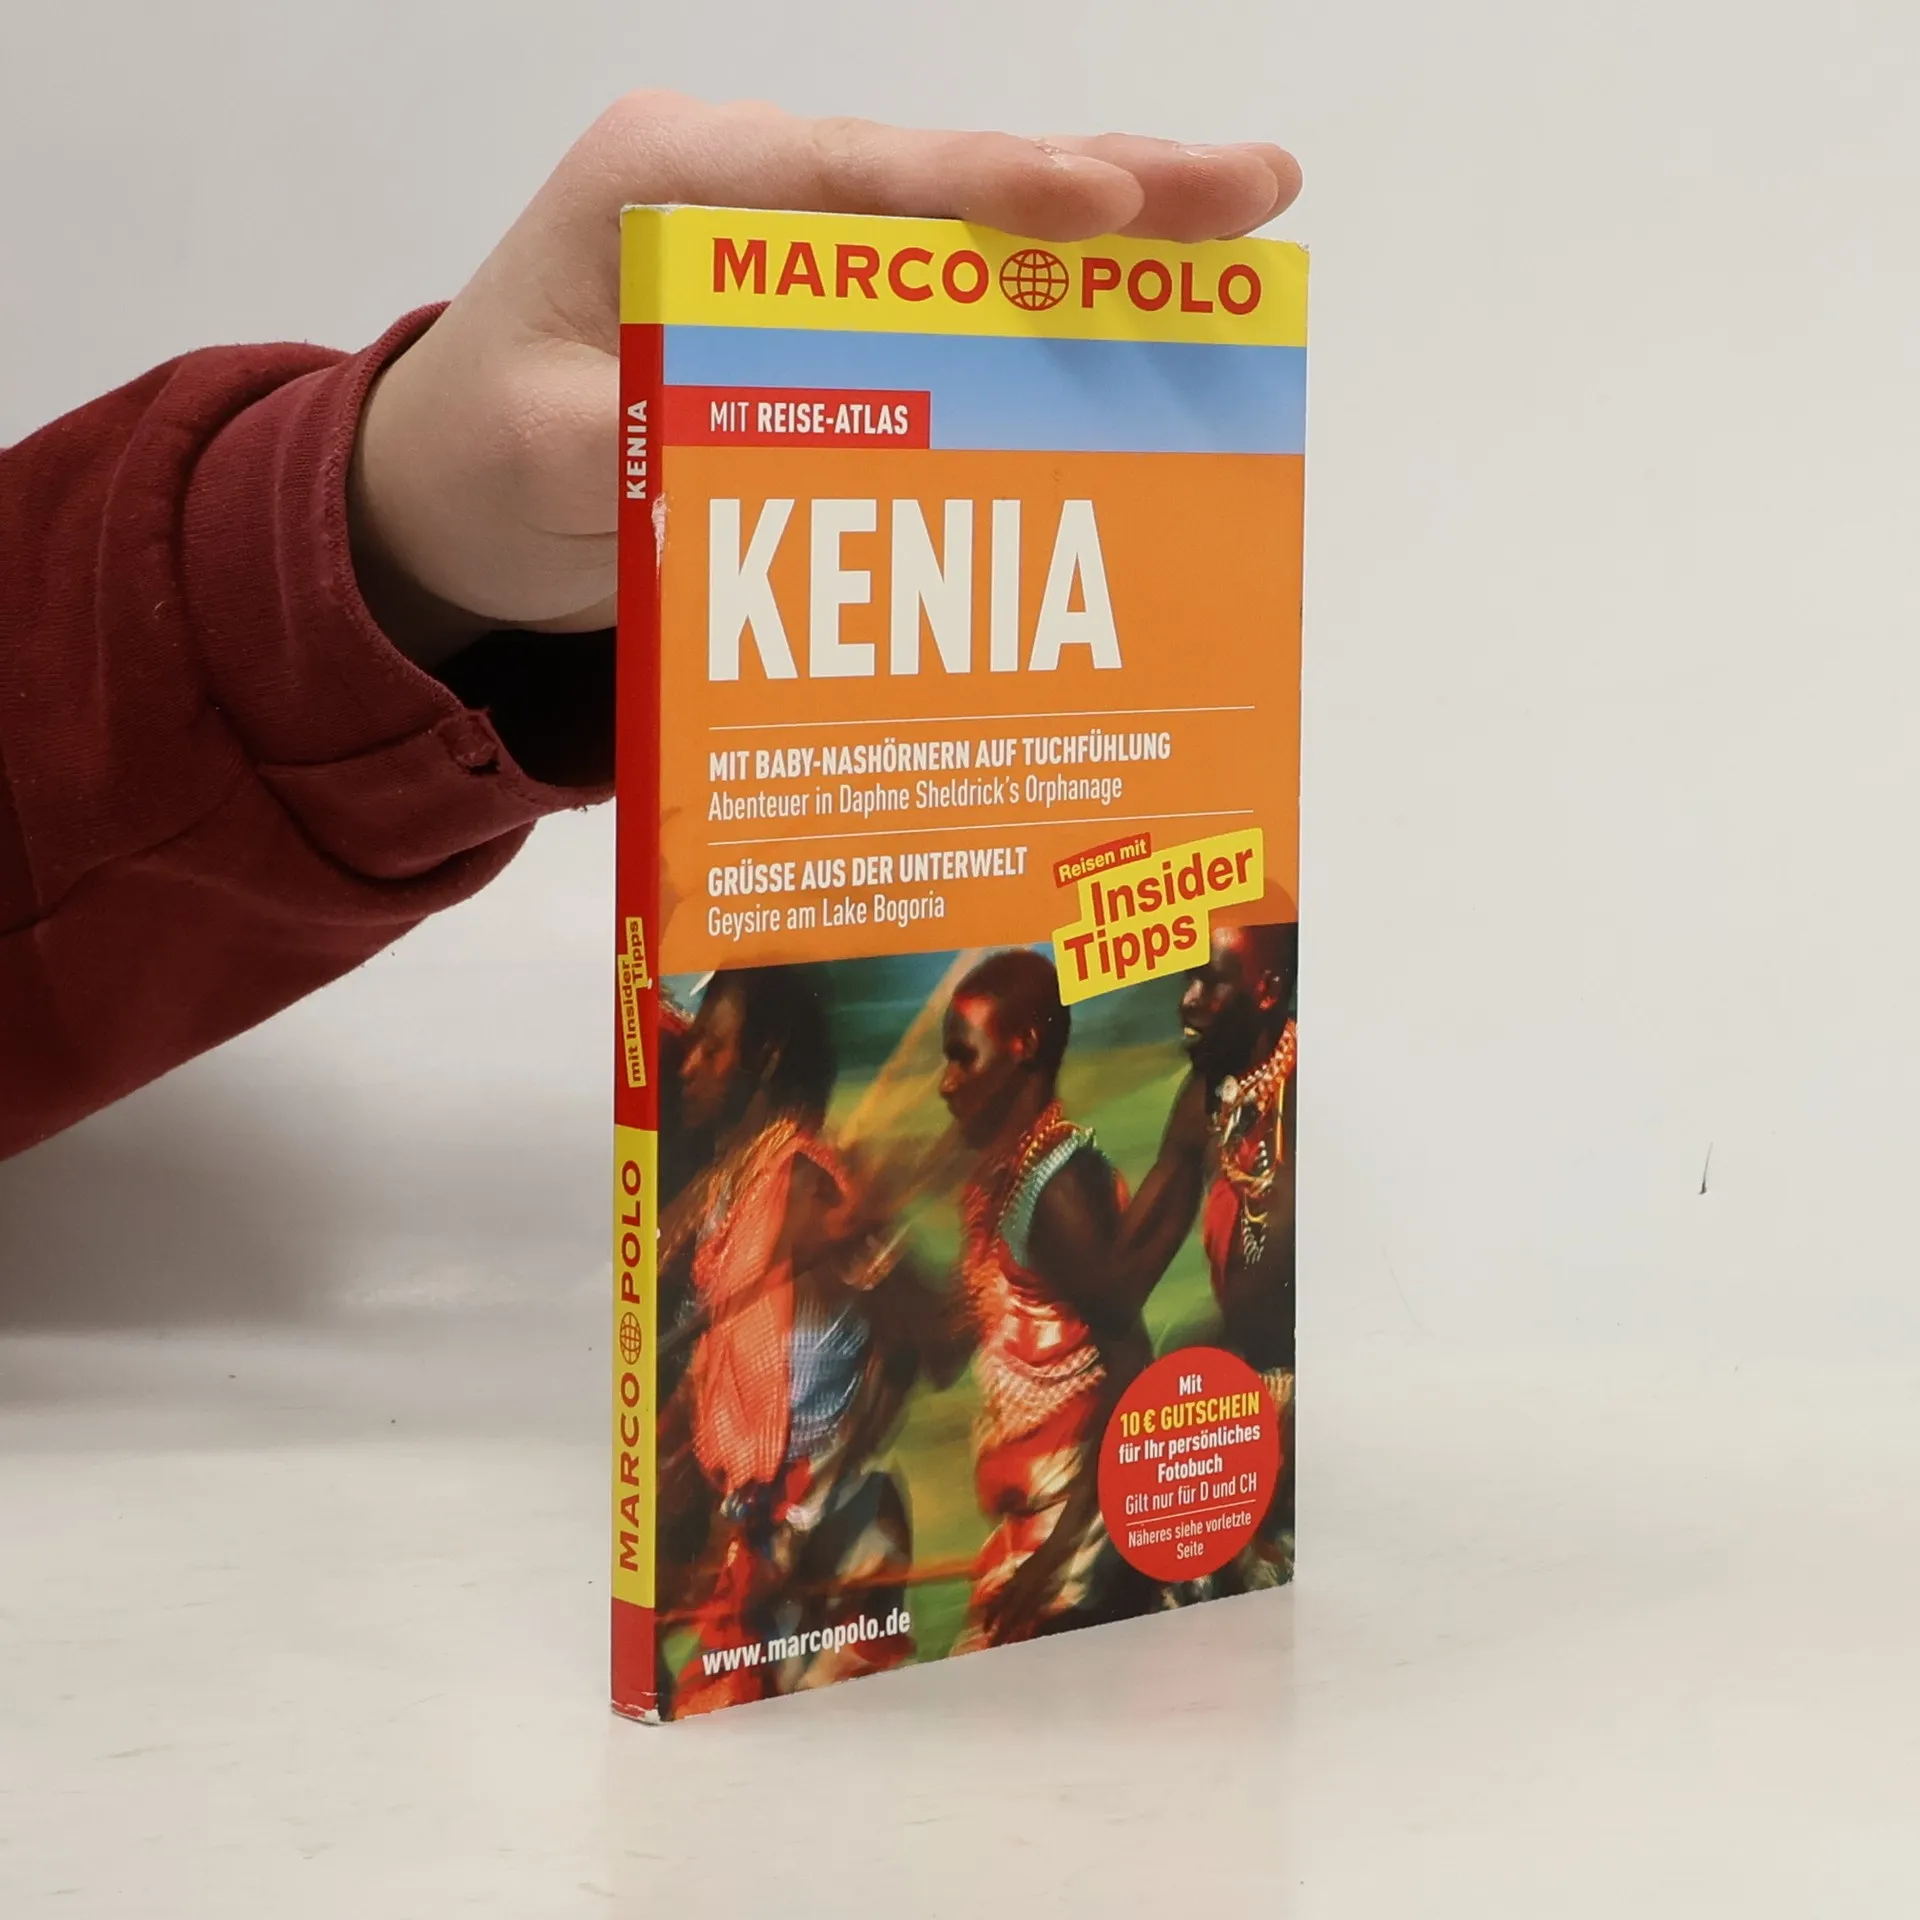 MARCO POLO
MIT REISE-ATLAS
KENIA
MIT BABY-NASHÖRNERN AUF TUCHFÜHLUNG
Abenteuer in Daphne Sheldrick's Orphanage
GRÜSSE AUS DER UNTERWELT
Geysire am Lake Bogoria
Reisen mit
Insider
Tipps
Mit
10 € GUTSCHEIN
für Ihr persönliches
Fotobuch
Gilt nur für D und CH
Näheres siehe vorletzte
Seite
www.marcopolo.de
KENIA
mit Insider
Tipps
MARCO POLO